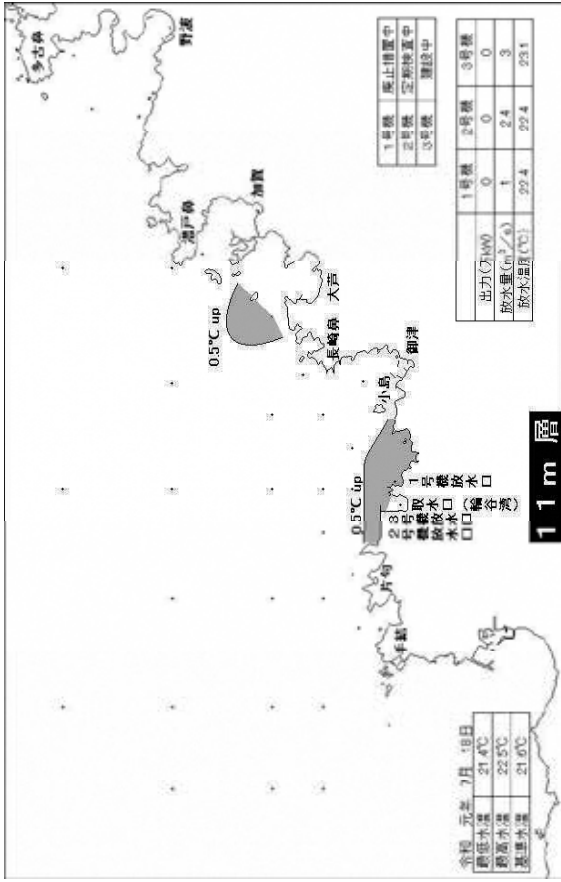 多古鼻
野波
潜戸鼻
加賀
0.5℃ up
大芦
長崎鼻
御津
小島
0.5℃ up
1号機放水口
取水口(輪谷湾)
3号機放水口
2号機放水口
片句
手結
1号機 廃止措置中
2号機 定期検査中
3号機 建設中
令和 元年 7月 18日
最低水温 21.4℃
最高水温 22.5℃
基準水温 21.6℃
11m 層
1号機 2号機 3号機
出力(万kW) 0 0 0
放水量(m³/s) 1 2.4 3
放水温度(℃) 22.4 22.4 23.1